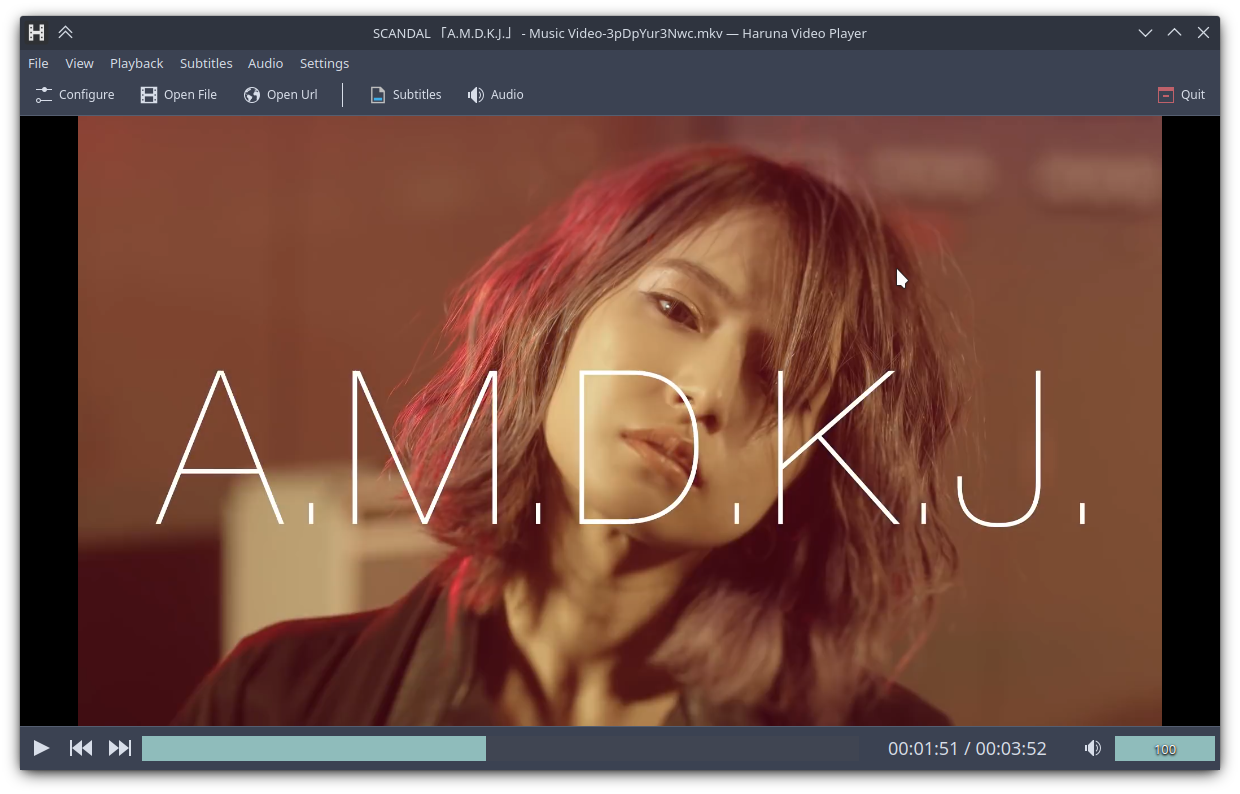 SCANDAL 「A.M.D.K.J.」 - Music Video-3pDpYur3Nwc.mkv — Haruna Video Player
File View Playback Subtitles Audio Settings
Configure Open File Open Url Subtitles Audio Quit
A.M.D.K.J.
00:01:51 / 00:03:52 100